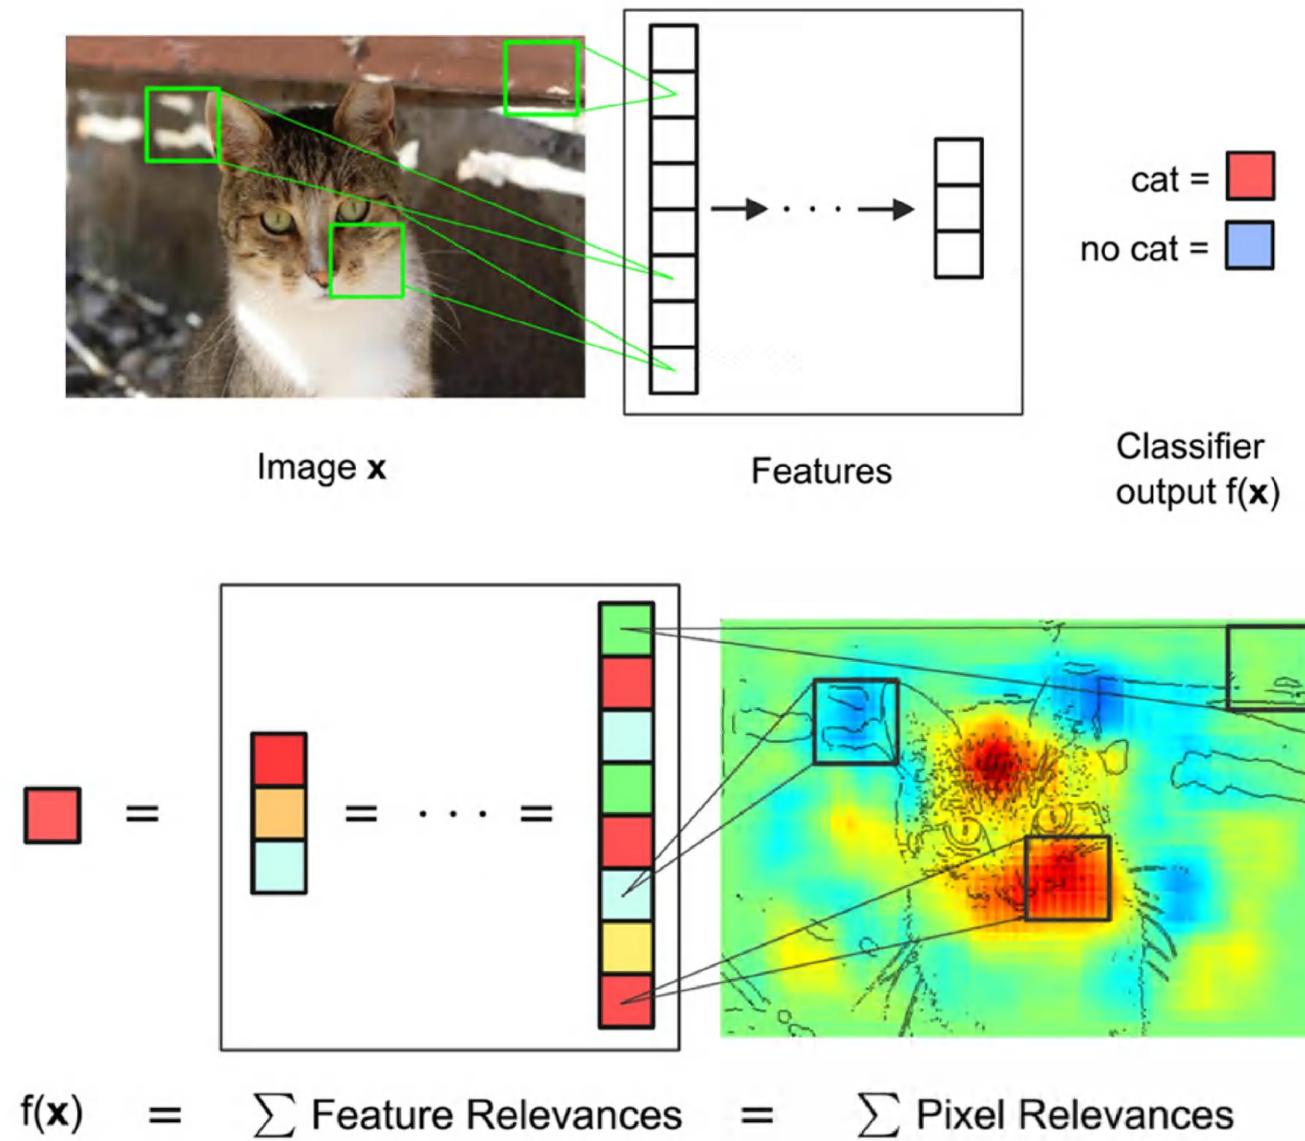 cat =
no cat =
Image x
Features
Classifier
output f(x)
= = · · · =
f(x) = ∑ Feature Relevances = ∑ Pixel Relevances